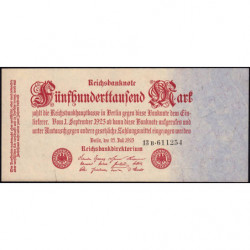 Reichsbanknote
Fünfhunderttausend Mark
zahlt die Reichsbankhauptkasse in Berlin gegen diese Banknote dem Ein-
lieferer. Vom 1. September 1923 ab kann diese Banknote aufgerufen und
unter Umtausch gegen andere gesetzliche Zahlungsmittel eingezogen werden
Berlin, den 25. Juli 1923
Reichsbankdirektorium
611254